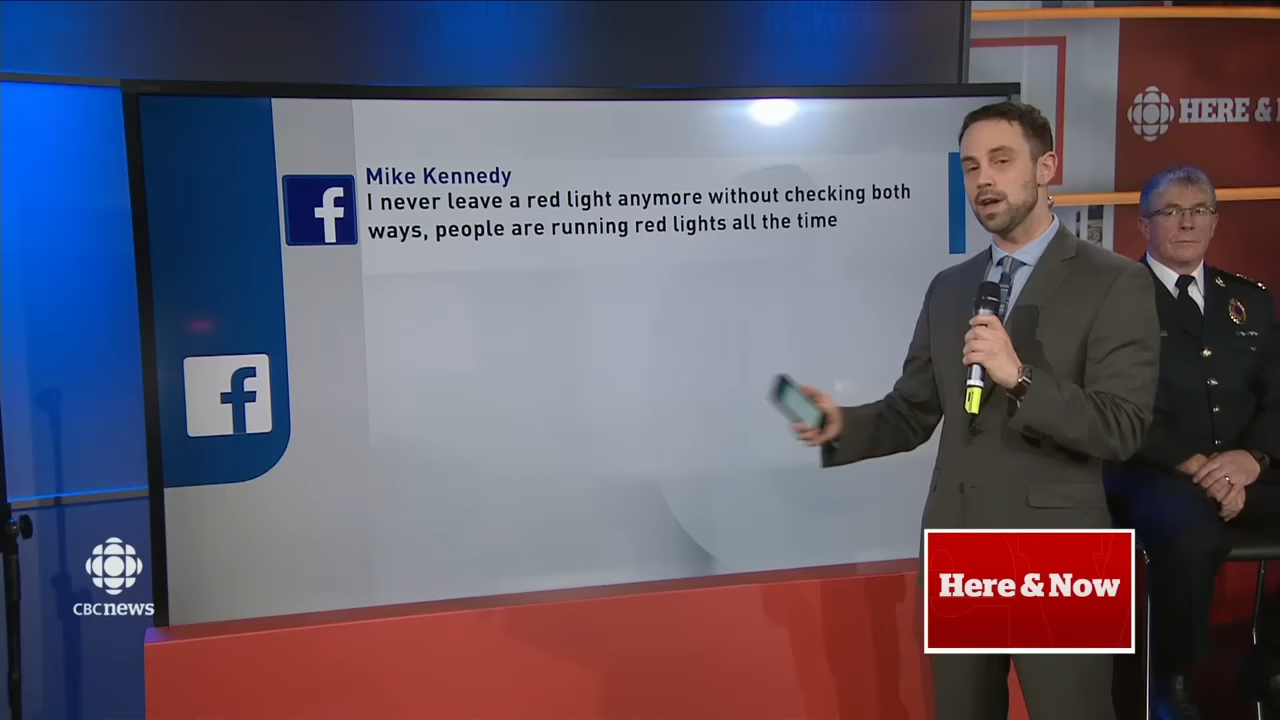 HERE &
Mike Kennedy
I never leave a red light anymore without checking both
ways, people are running red lights all the time
f
f
Here & Now
CBCnews